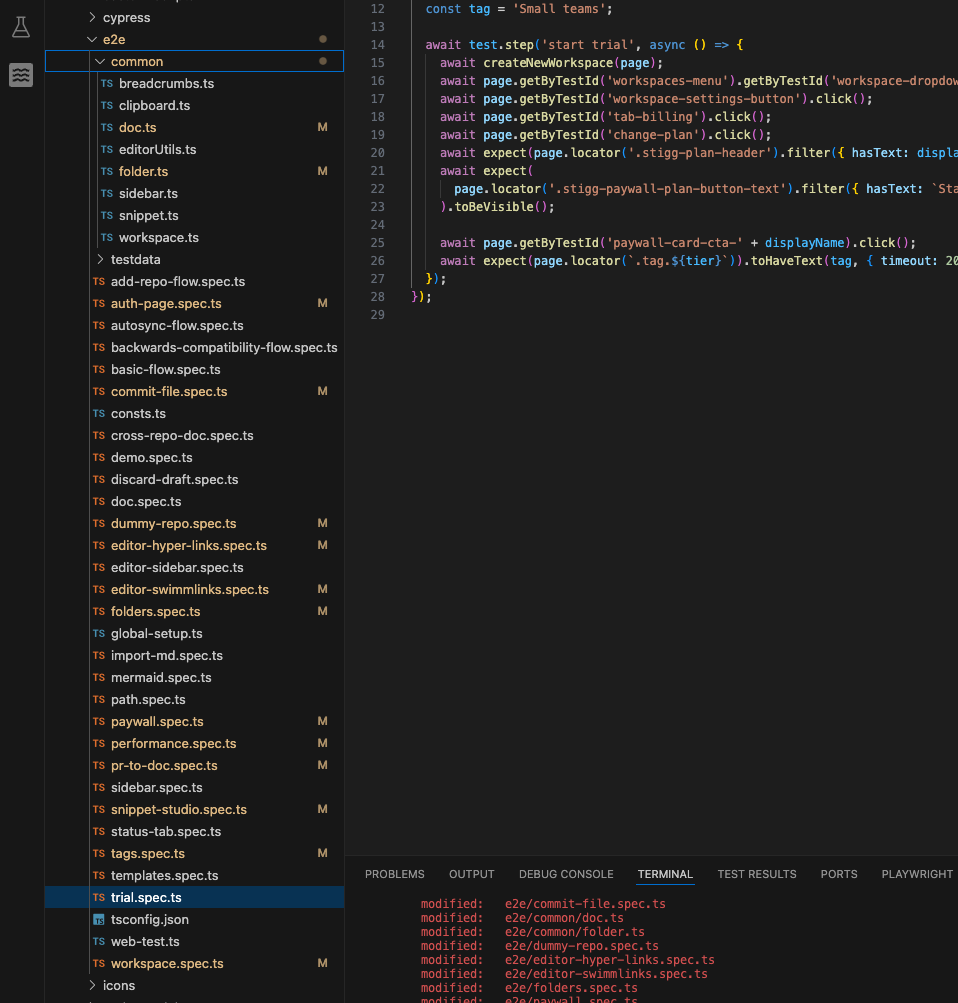 cypress
e2e
common
TS breadcrumbs.ts
TS clipboard.ts
TS doc.ts M
TS editorUtils.ts
TS folder.ts M
TS sidebar.ts
TS snippet.ts
TS workspace.ts
testdata
TS add-repo-flow.spec.ts
TS auth-page.spec.ts M
TS autosync-flow.spec.ts
TS backwards-compatibility-flow.spec.ts
TS basic-flow.spec.ts
TS commit-file.spec.ts M
TS consts.ts
TS cross-repo-doc.spec.ts
TS demo.spec.ts
TS discard-draft.spec.ts
TS doc.spec.ts
TS dummy-repo.spec.ts M
TS editor-hyper-links.spec.ts M
TS editor-sidebar.spec.ts
TS editor-swimmlinks.spec.ts M
TS folders.spec.ts M
TS global-setup.ts
TS import-md.spec.ts
TS mermaid.spec.ts
TS path.spec.ts
TS paywall.spec.ts M
TS performance.spec.ts M
TS pr-to-doc.spec.ts M
TS sidebar.spec.ts
TS snippet-studio.spec.ts M
TS status-tab.spec.ts
TS tags.spec.ts M
TS templates.spec.ts
TS trial.spec.ts
TS tsconfig.json
TS web-test.ts
TS workspace.spec.ts M
icons
12 const tag = 'Small teams';
13
14 await test.step('start trial', async () => {
15 await createNewWorkspace(page);
16 await page.getByTestId('workspaces-menu').getByTestId('workspace-dropdow
17 await page.getByTestId('workspace-settings-button').click();
18 await page.getByTestId('tab-billing').click();
19 await page.getByTestId('change-plan').click();
20 await expect(page.locator('.stigg-plan-header').filter({ hasText: displa
21 await expect(
22 page.locator('.stigg-paywall-plan-button-text').filter({ hasText: `Sta
23 ).toBeVisible();
24
25 await page.getByTestId('paywall-card-cta-' + displayName).click();
26 await expect(page.locator(`.tag.${tier}`)).toHaveText(tag, { timeout: 20
27 });
28 });
29
PROBLEMS OUTPUT DEBUG CONSOLE TERMINAL TEST RESULTS PORTS PLAYWRIGHT
modified: e2e/commit-file.spec.ts
modified: e2e/common/doc.ts
modified: e2e/common/folder.ts
modified: e2e/dummy-repo.spec.ts
modified: e2e/editor-hyper-links.spec.ts
modified: e2e/editor-swimmlinks.spec.ts
modified: e2e/folders.spec.ts
modified: e2e/paywall.spec.ts